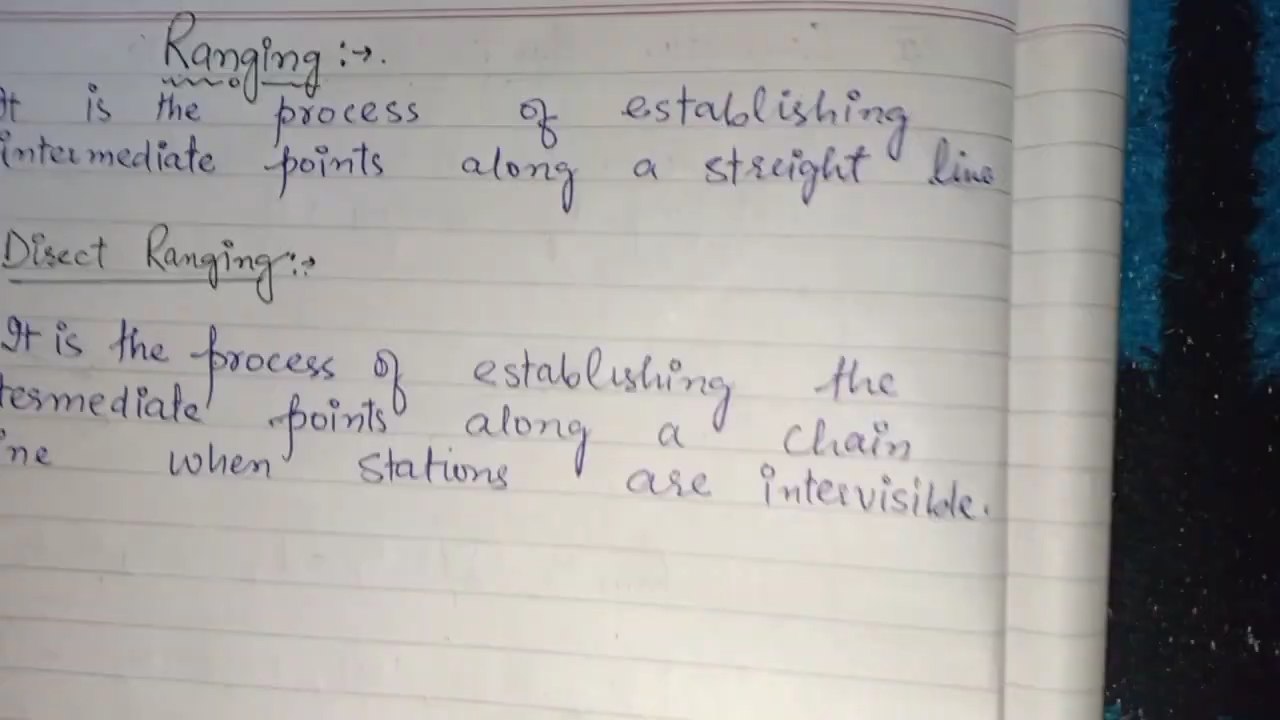 Ranging :→.
It is the process of establishing
intermediate points along a streight line
Direct Ranging :→
It is the process of establishing the
termediate points along a chain
ine when stations are intervisible.